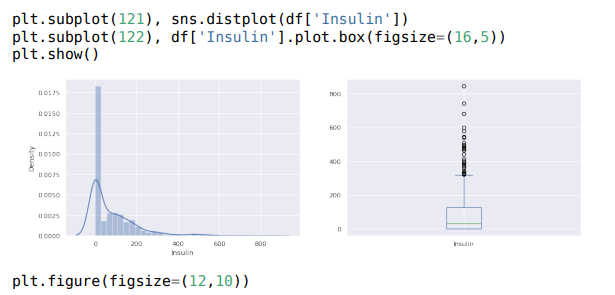 plt.subplot(121), sns.distplot(df['Insulin'])
plt.subplot(122), df['Insulin'].plot.box(figsize=(16,5))
plt.show()
0.0175
0.0150
0.0125
0.0100
0.0075
0.0050
0.0025
0.0000
Density
0 200 400 600 800
Insulin
800
600
400
200
0
Insulin
plt.figure(figsize=(12,10))